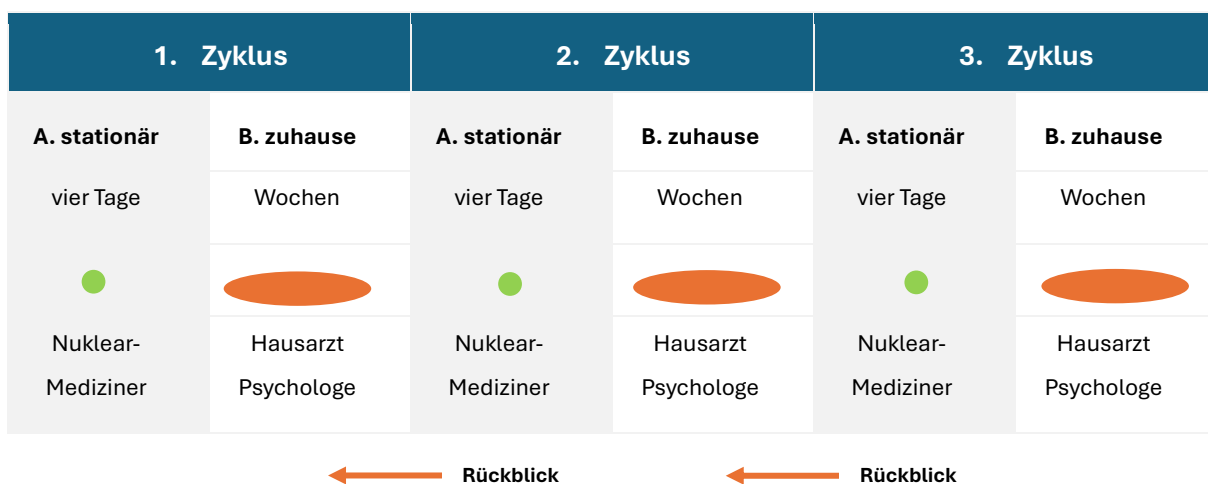 1. Zyklus 2. Zyklus 3. Zyklus
A. stationär B. zuhause A. stationär B. zuhause A. stationär B. zuhause
vier Tage Wochen vier Tage Wochen vier Tage Wochen
Nuklear- Hausarzt Nuklear- Hausarzt Nuklear- Hausarzt
Mediziner Psychologe Mediziner Psychologe Mediziner Psychologe
Rückblick Rückblick